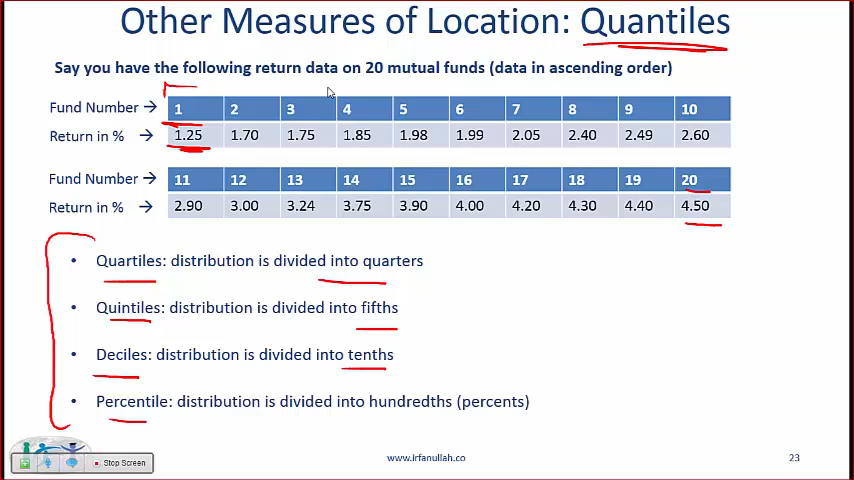 Other Measures of Location: Quantiles
Say you have the following return data on 20 mutual funds (data in ascending order)
Fund Number → 1 2 3 4 5 6 7 8 9 10
Return in % → 1.25 1.70 1.75 1.85 1.98 1.99 2.05 2.40 2.49 2.60
Fund Number → 11 12 13 14 15 16 17 18 19 20
Return in % → 2.90 3.00 3.24 3.75 3.90 4.00 4.20 4.30 4.40 4.50
• Quartiles: distribution is divided into quarters
• Quintiles: distribution is divided into fifths
• Deciles: distribution is divided into tenths
• Percentile: distribution is divided into hundredths (percents)
Stop Screen
www.irfanullah.co
23